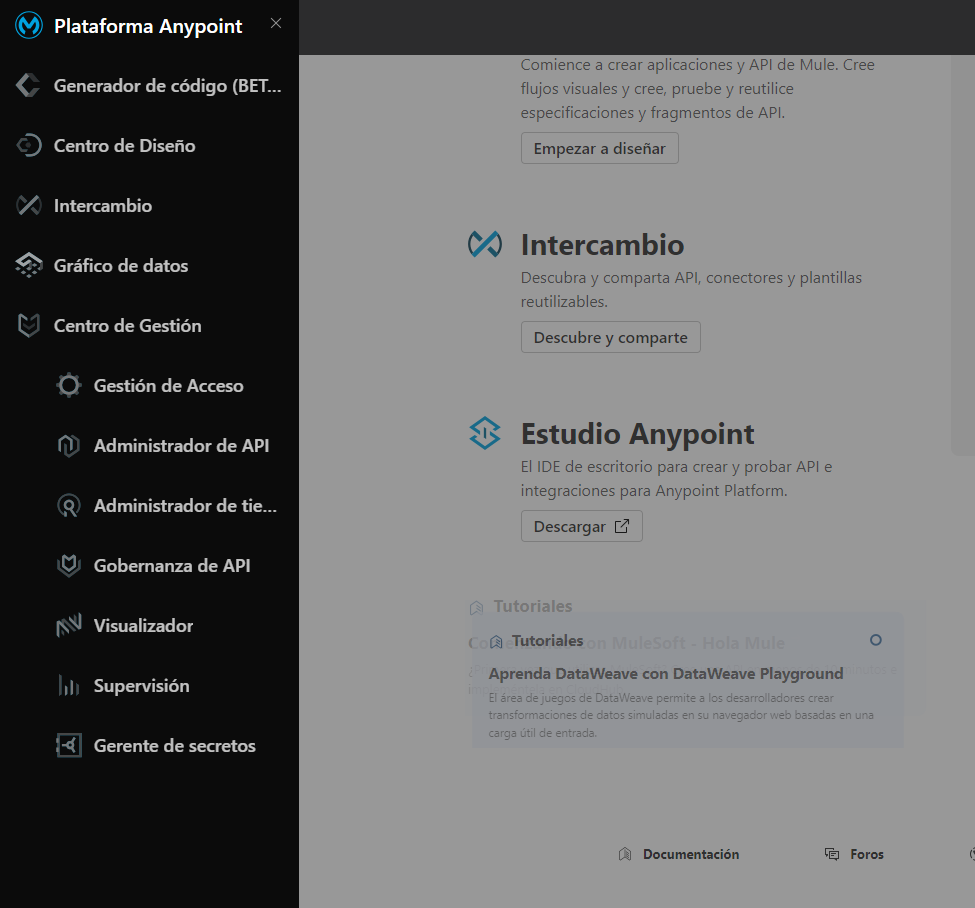 Plataforma Anypoint
Generador de código (BET...
Centro de Diseño
Intercambio
Gráfico de datos
Centro de Gestión
Gestión de Acceso
Administrador de API
Administrador de tie...
Gobernanza de API
Visualizador
Supervisión
Gerente de secretos
Comience a crear aplicaciones y API de Mule. Cree
flujos visuales y cree, pruebe y reutilice
especificaciones y fragmentos de API.
Empezar a diseñar
Intercambio
Descubra y comparta API, conectores y plantillas
reutilizables.
Descubre y comparte
Estudio Anypoint
El IDE de escritorio para crear y probar API e
integraciones para Anypoint Platform.
Descargar
Tutoriales
con MuleSoft - Hola Mule
Tutoriales
Aprenda DataWeave con DataWeave Playground
El área de juegos de DataWeave permite a los desarrolladores crear
transformaciones de datos simuladas en su navegador web basadas en una
carga útil de entrada.
Documentación
Foros